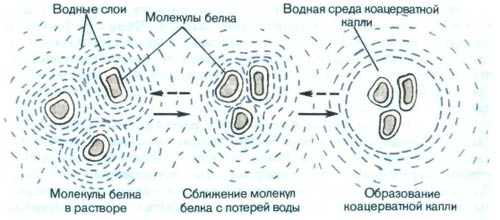 Водные слои
Молекулы белка
Водная среда коацерватной
капли
Молекулы белка
в растворе
Сближение молекул
белка с потерей воды
Образование
коацерватной капли